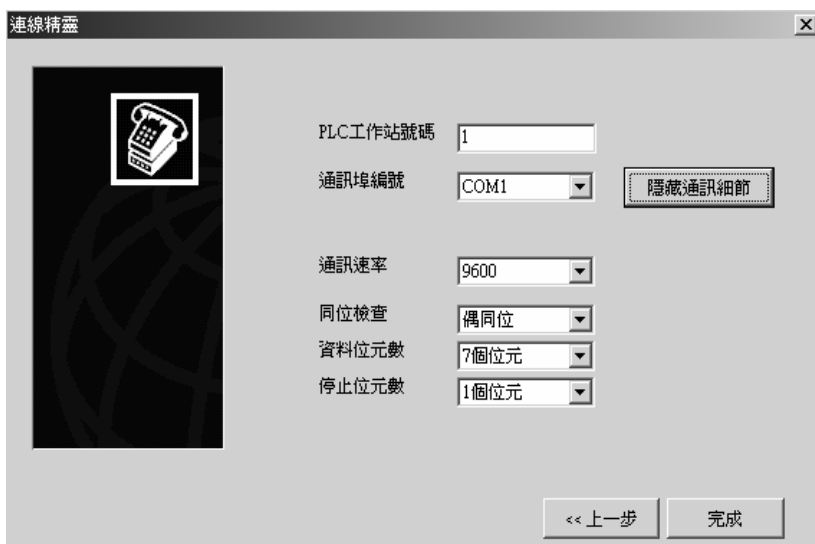 連線精靈
PLC工作站號碼 1
通訊埠編號 COM1 隱藏通訊細節
通訊速率 9600
同位檢查 偶同位
資料位元數 7個位元
停止位元數 1個位元
<<上一步 完成